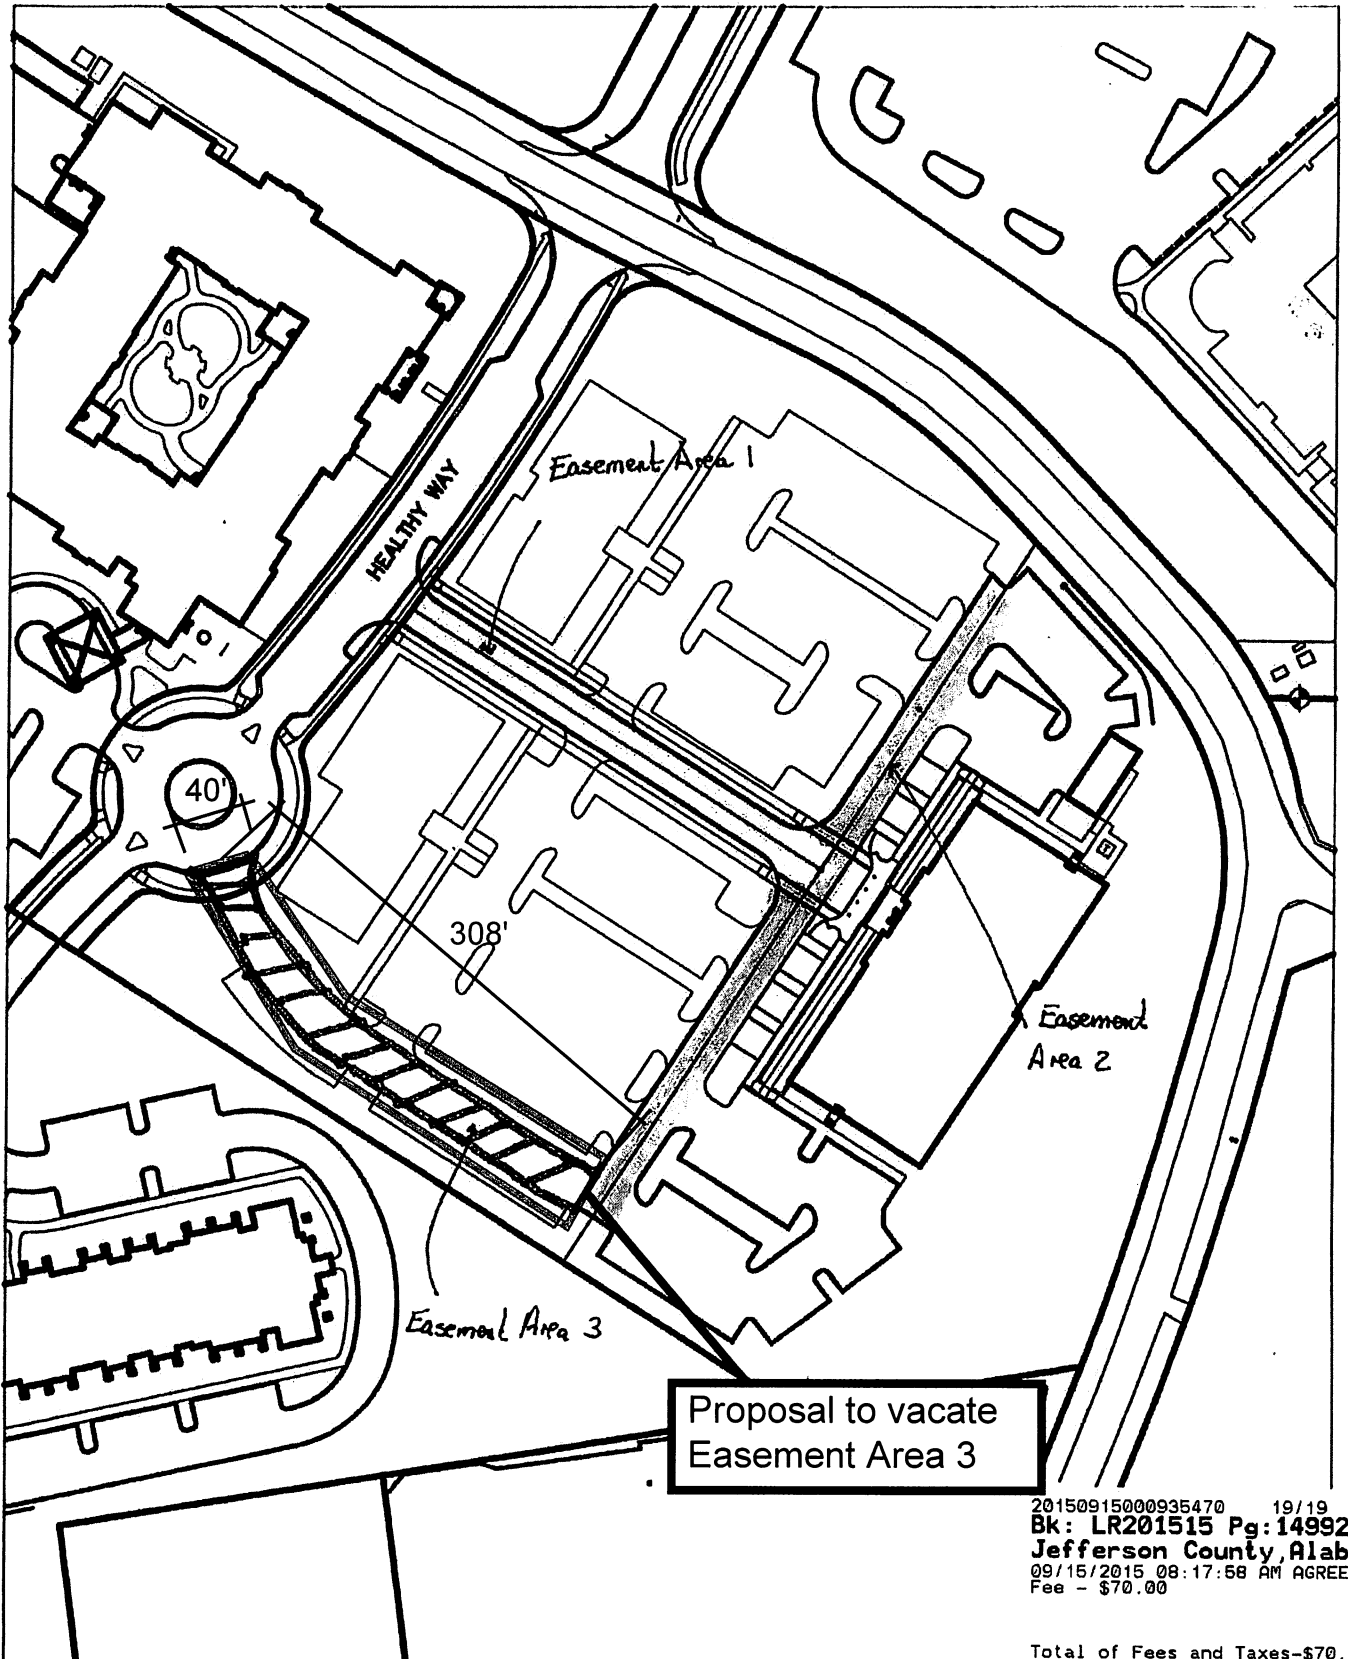 Easement Area 1
HEALTHY WAY
40'
308'
Easement
Area 2
Easement Area 3
Proposal to vacate
Easement Area 3
20150915000935470 19/19
Bk: LR201515 Pg:14992
Jefferson County,Alab
09/15/2015 08:17:58 AM AGREE
Fee - $70.00
Total of Fees and Taxes-$70.